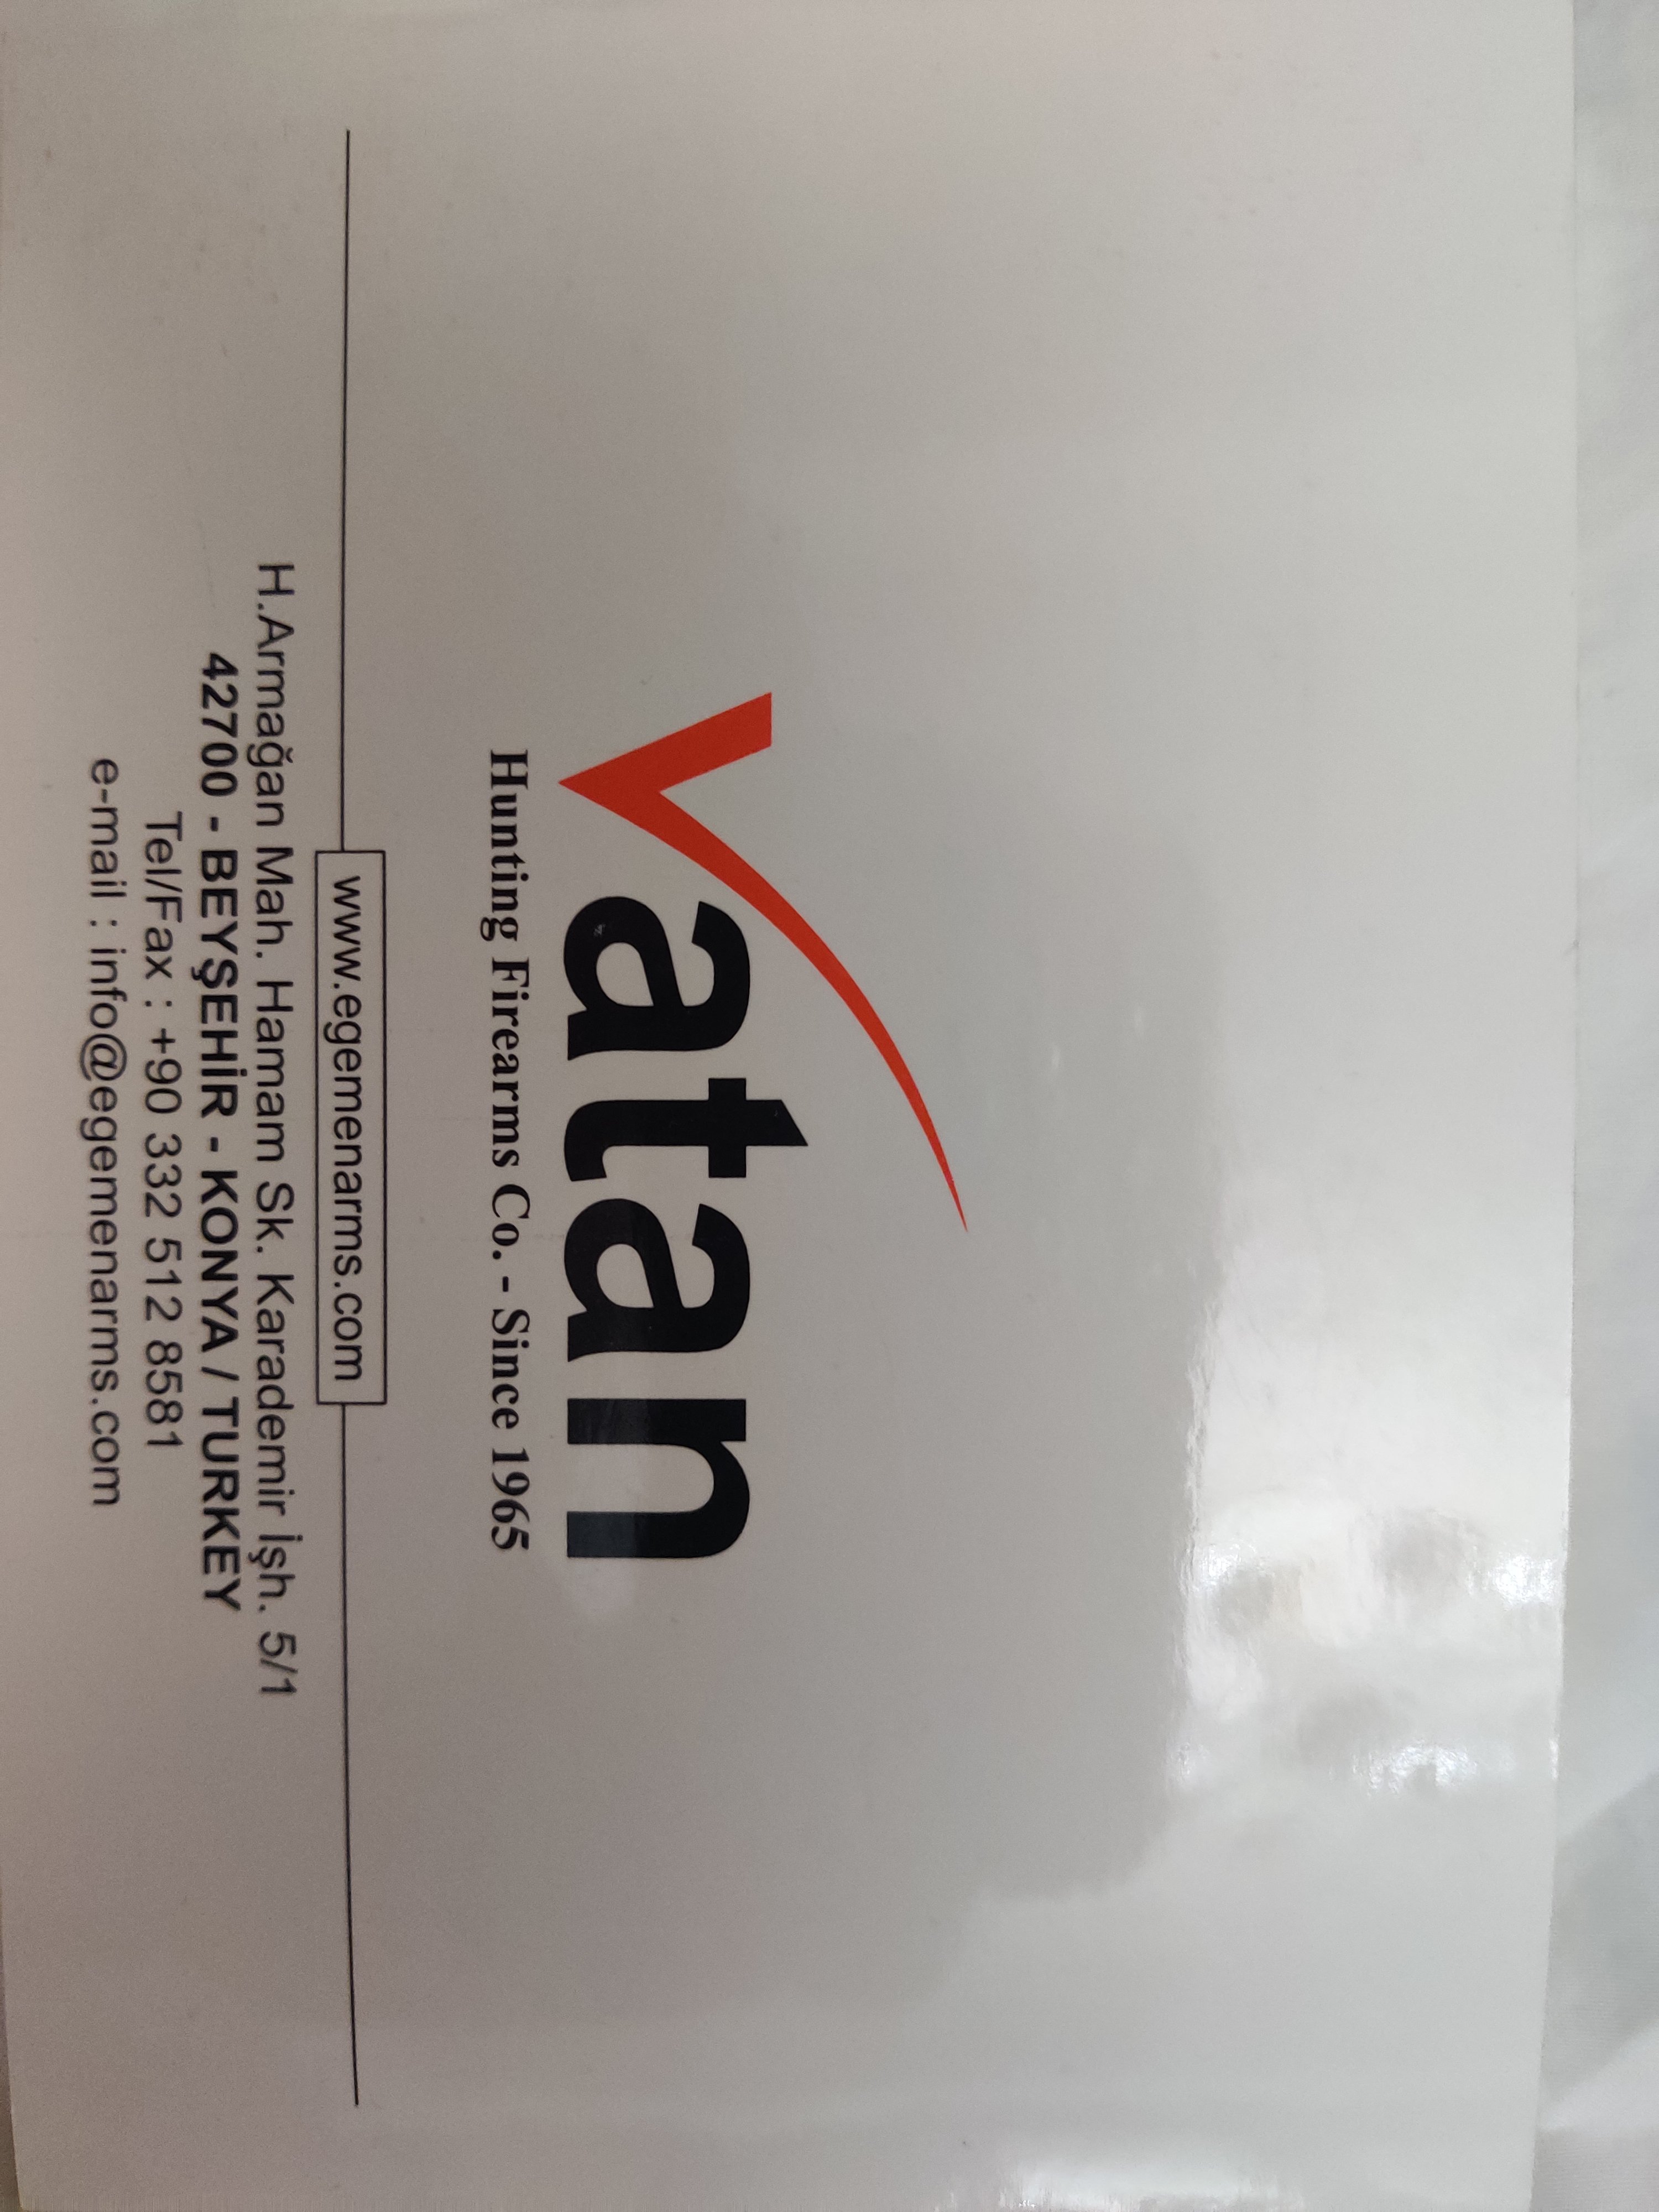 Vatan
Hunting Firearms Co. - Since 1965
www.egemenarms.com
H.Armağan Mah. Hamam Sk. Karademir İşh. 5/1
42700 - BEYŞEHİR - KONYA / TURKEY
Tel/Fax : +90 332 512 8581
e-mail : info@egemenarms.com